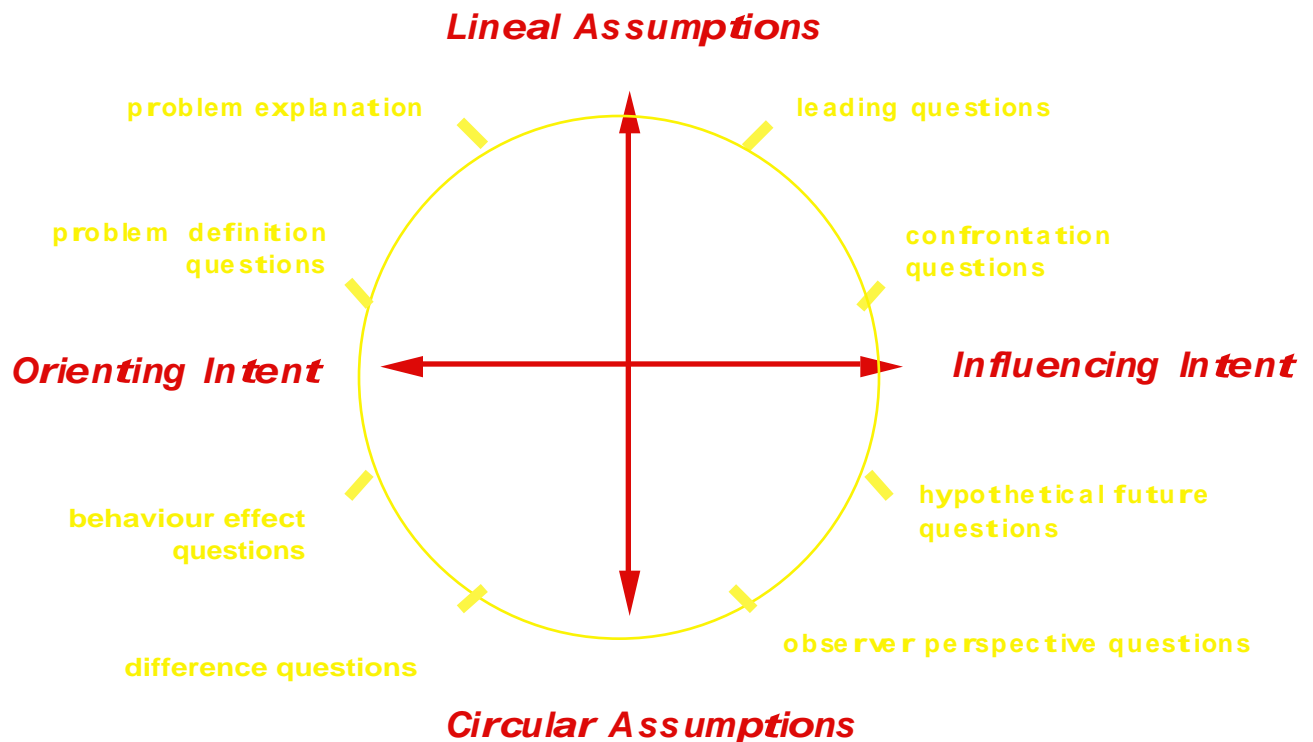 Lineal Assumptions
problem explanation
leading questions
problem definition
questions
confrontation
questions
Orienting Intent
Influencing Intent
behaviour effect
questions
hypothetical future
questions
difference questions
observer perspective questions
Circular Assumptions